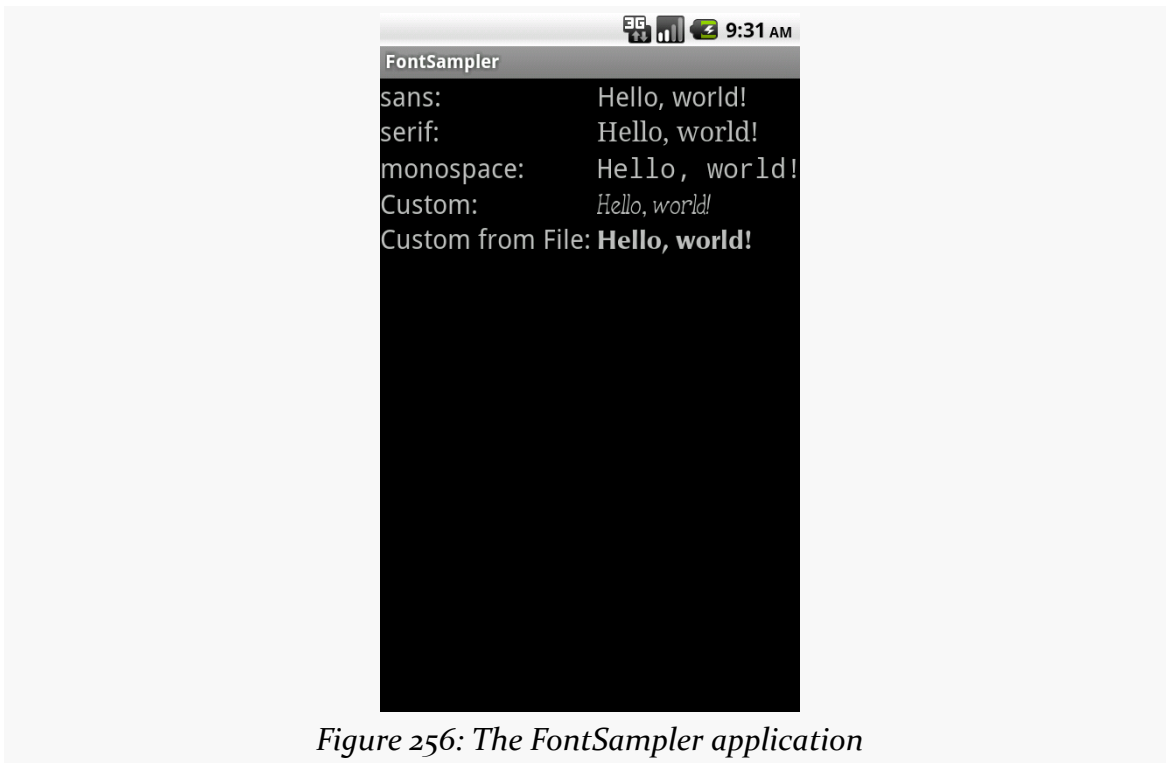 3G 9:31 AM
FontSampler
sans: Hello, world!
serif: Hello, world!
monospace: Hello, world!
Custom: Hello, world!
Custom from File: Hello, world!
Figure 256: The FontSampler application